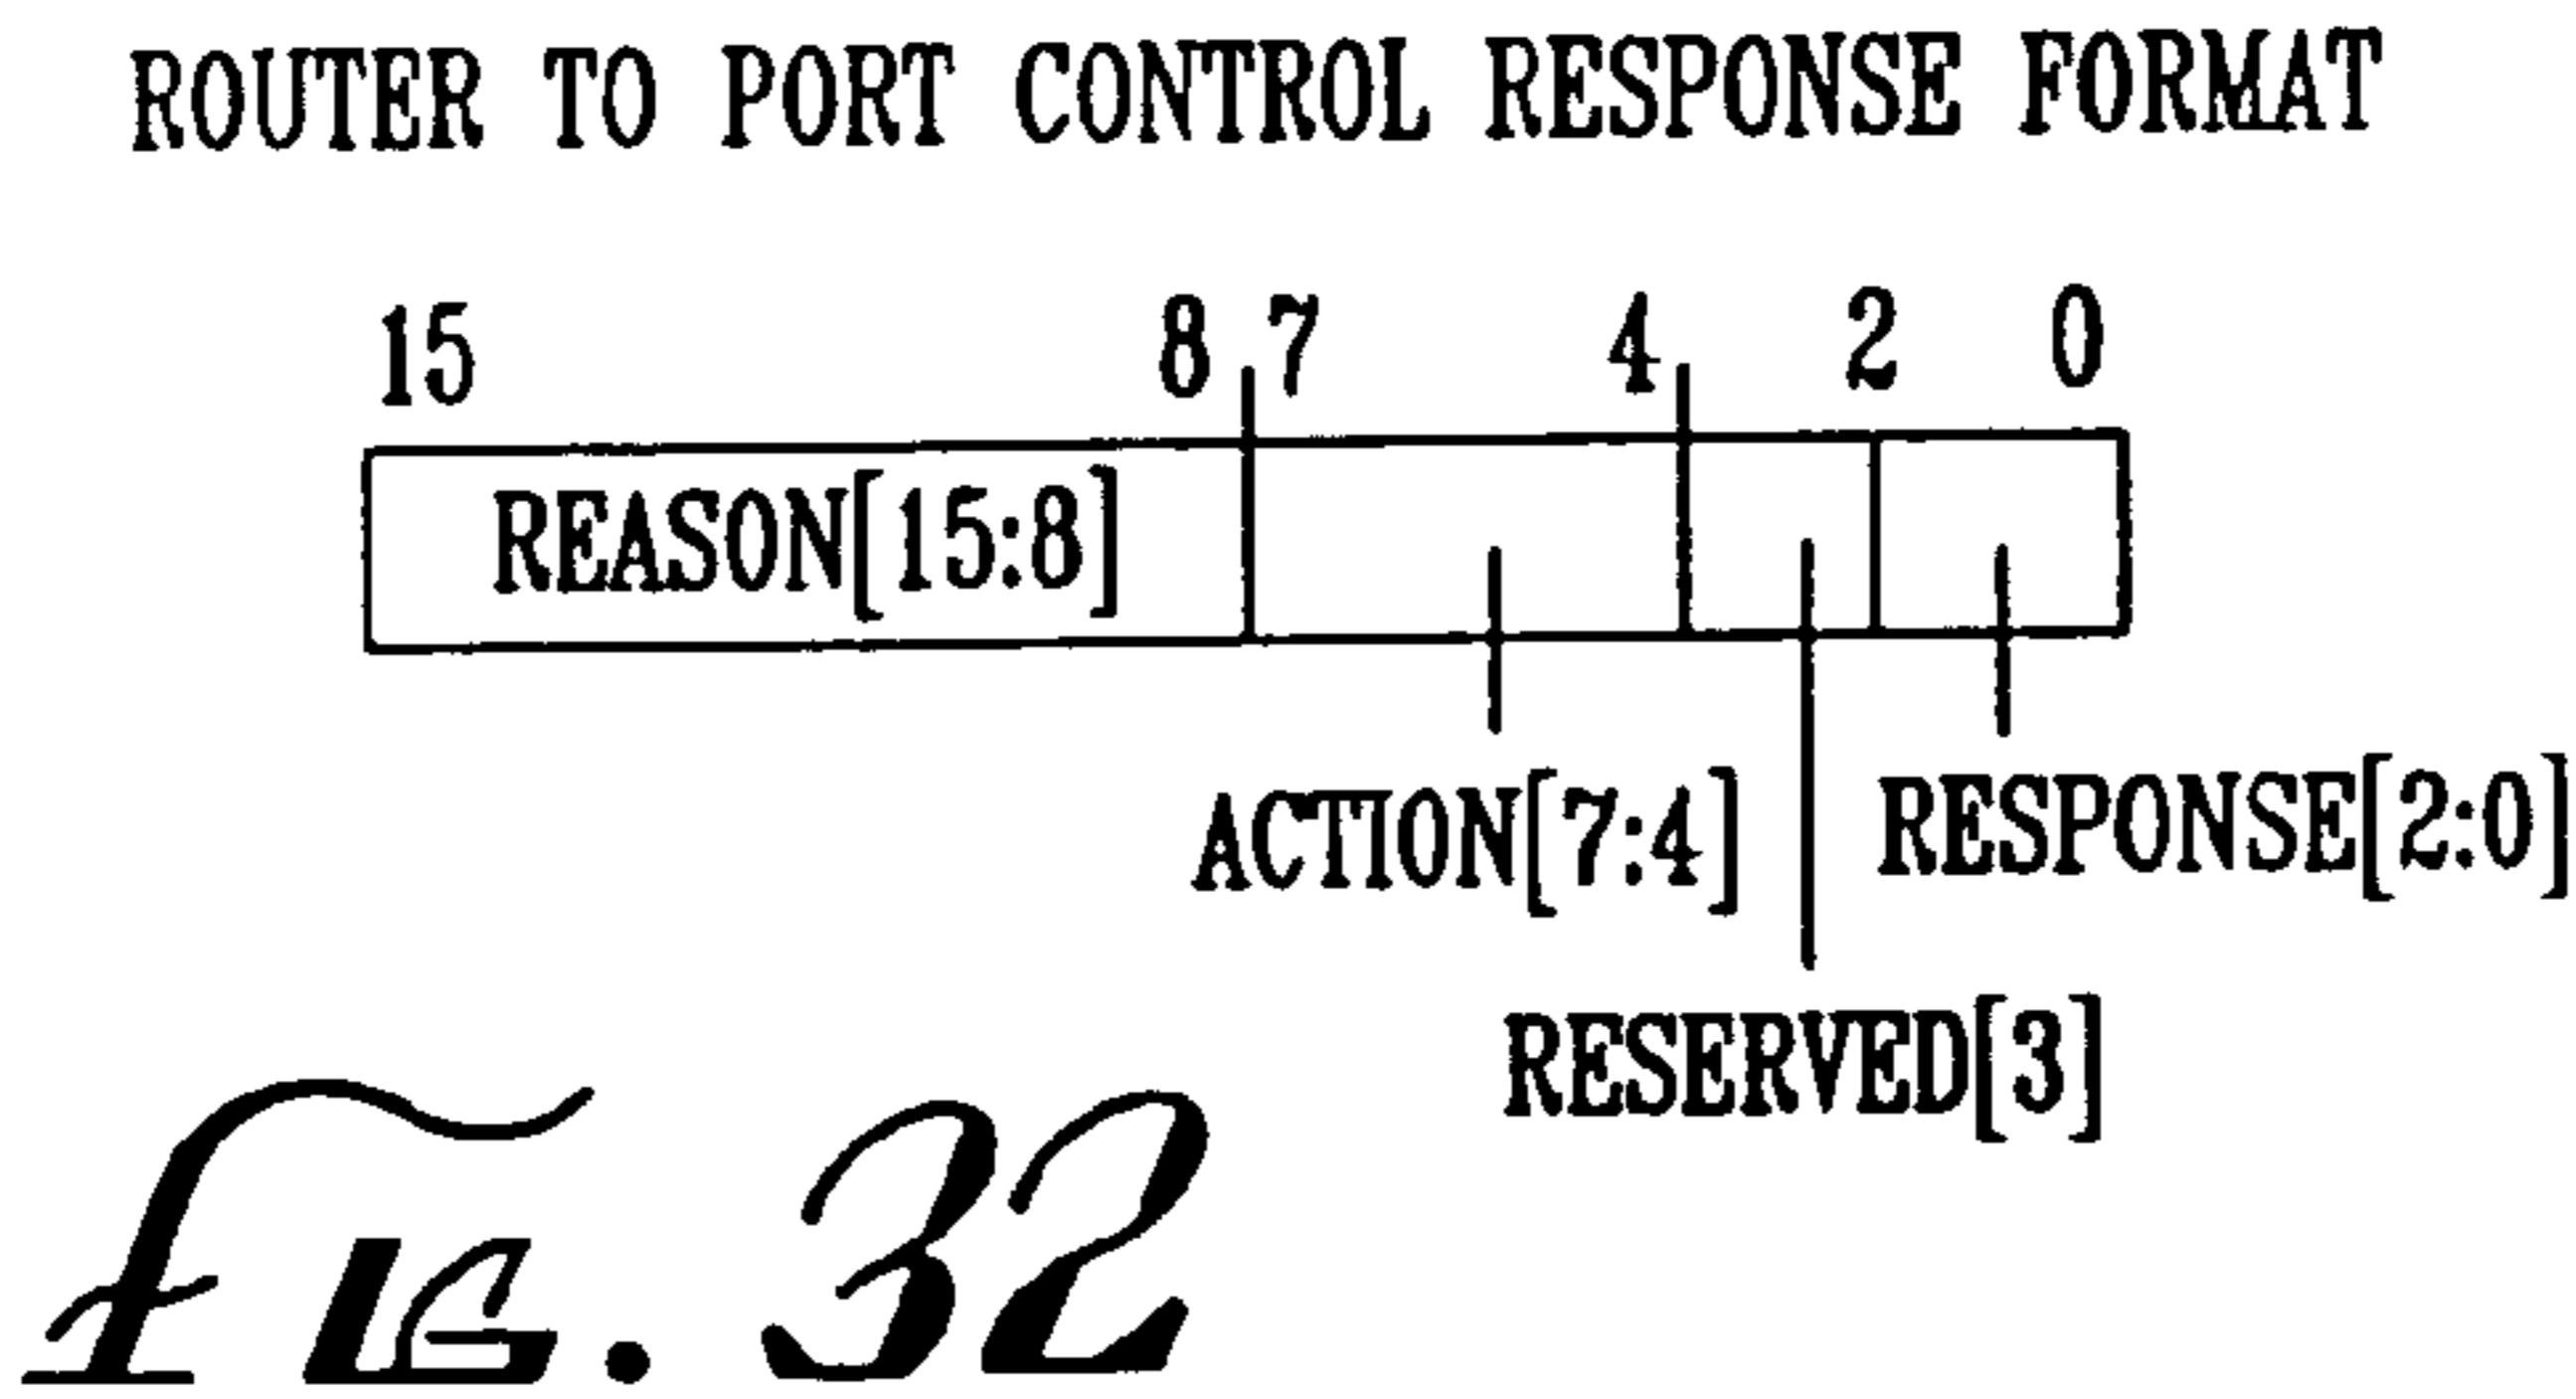 ROUTER TO PORT CONTROL RESPONSE FORMAT
15 8 7 4 2 0
REASON[15:8]
ACTION[7:4] RESPONSE[2:0]
RESERVED[3]
FIG. 32